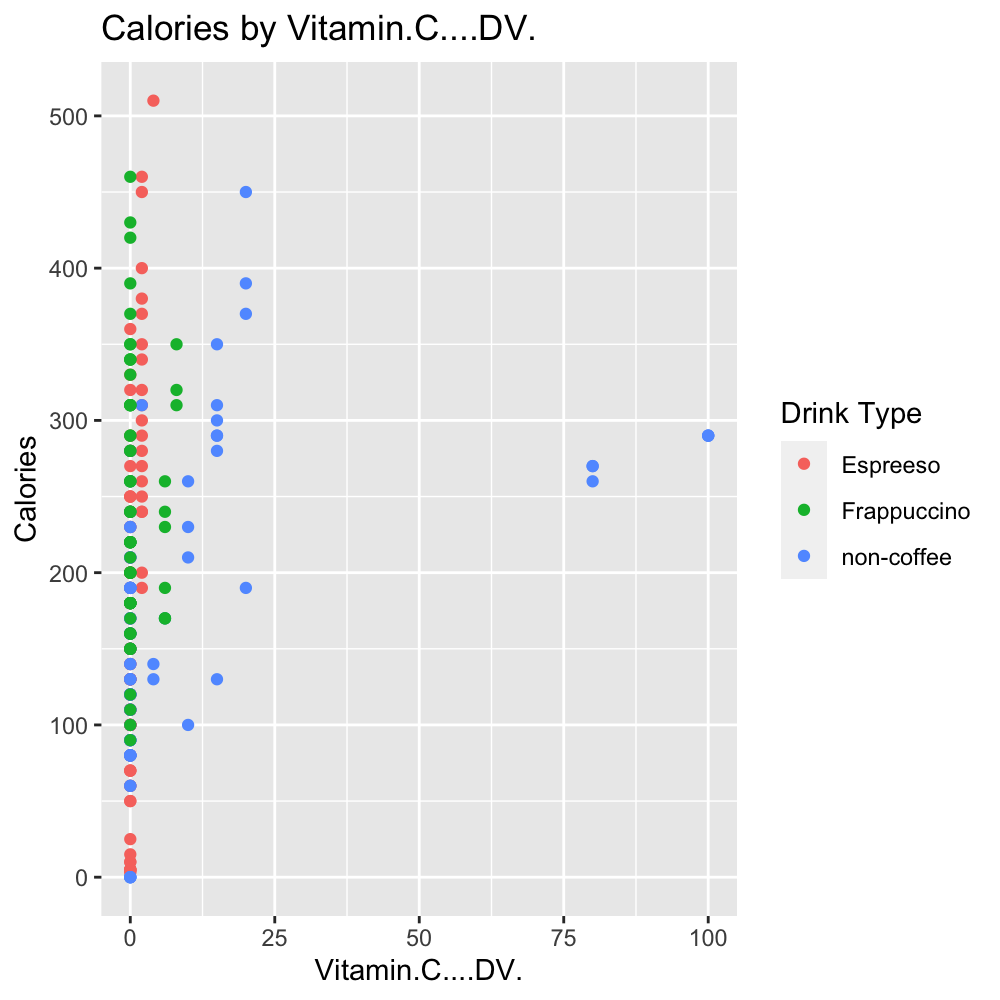 Calories by Vitamin.C....DV.
500
400
300
200
100
0
Calories
0 25 50 75 100
Vitamin.C....DV.
Drink Type
Espreeso
Frappuccino
non-coffee